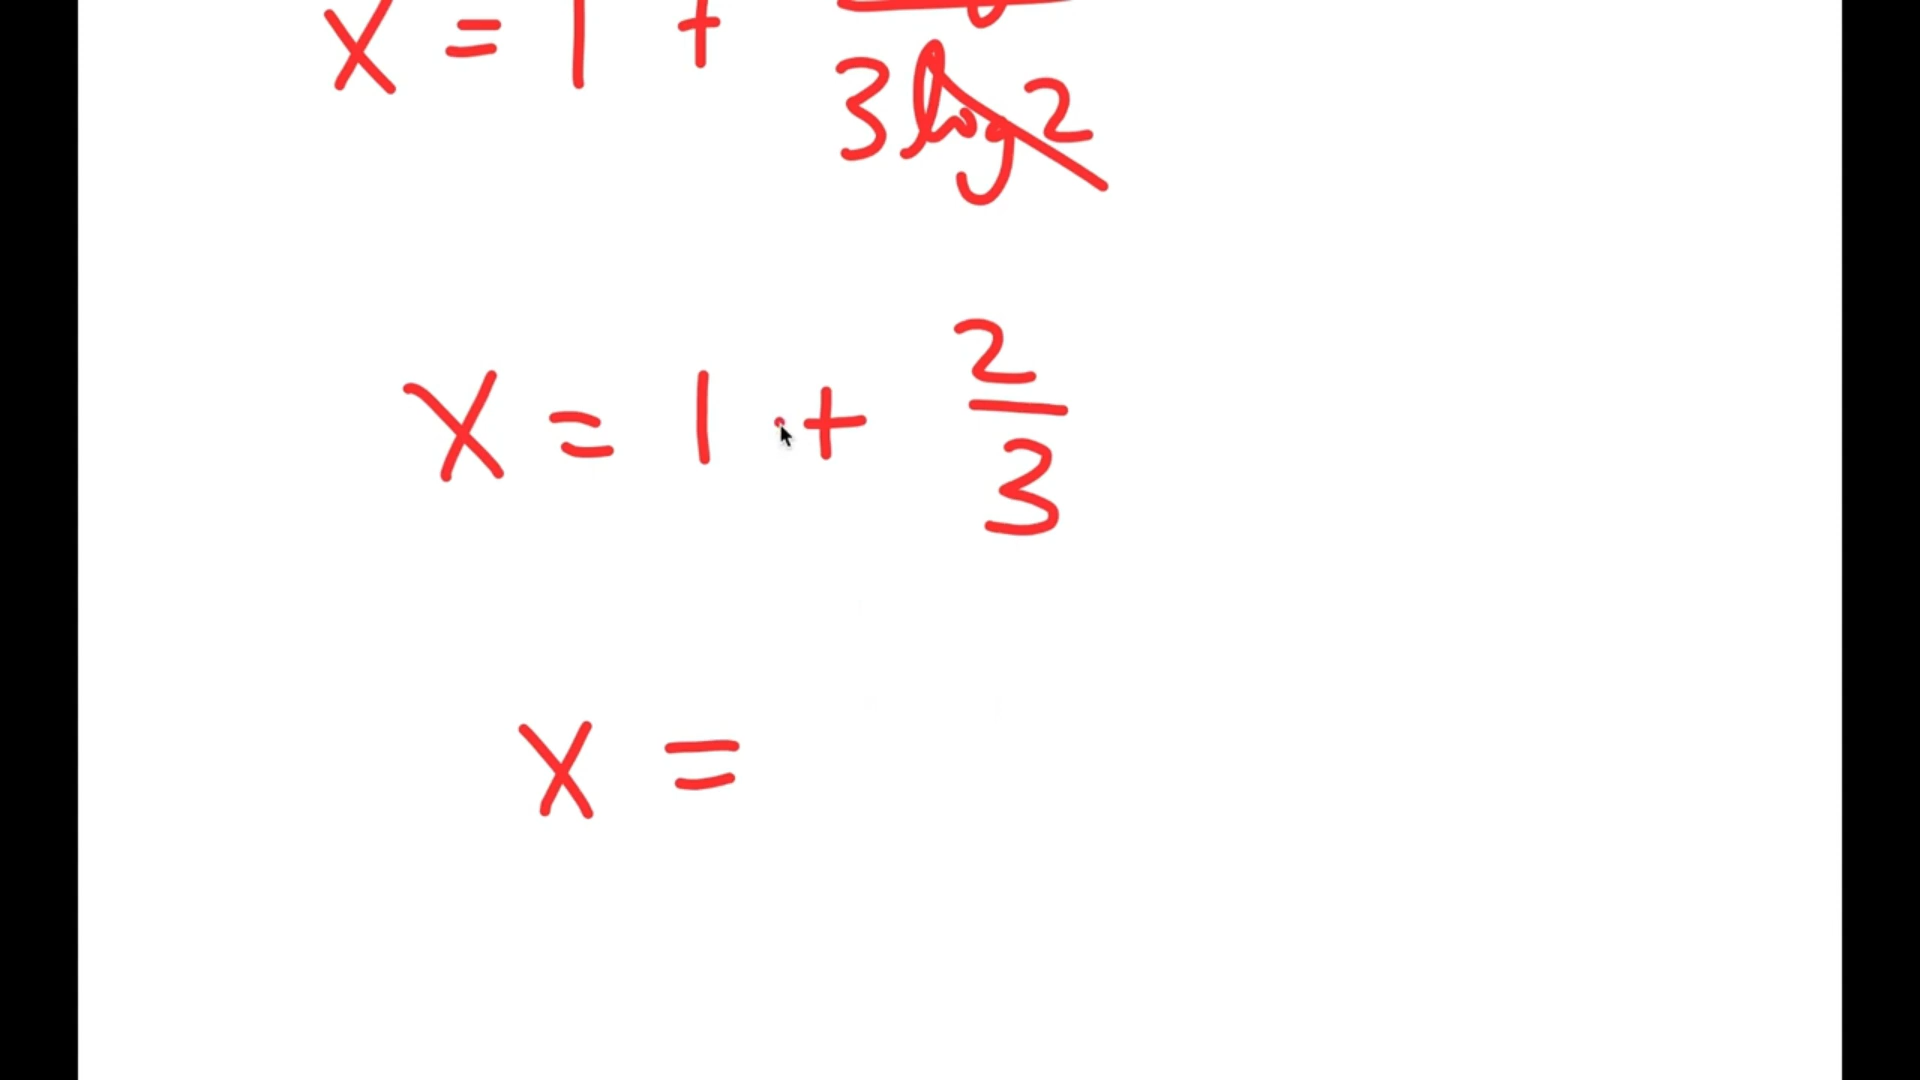 x = 1 +
3log2
x = 1 + 2/3
x =